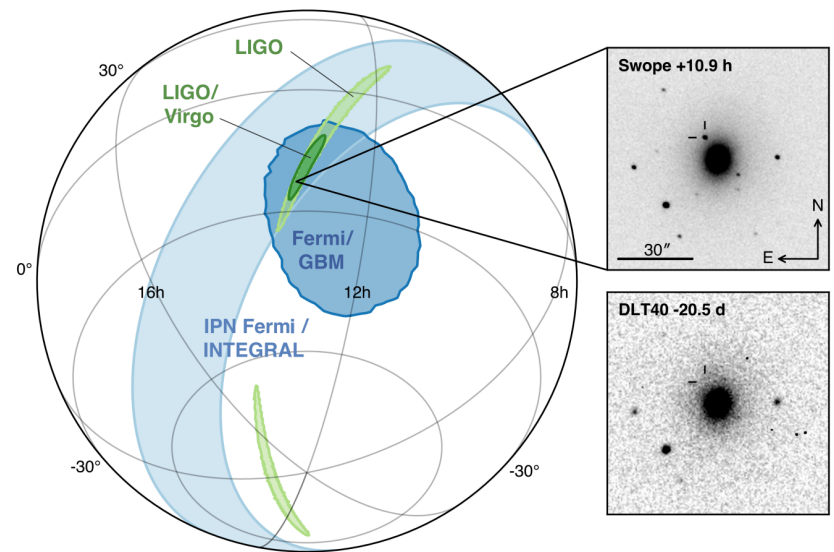 LIGO
30°
LIGO/
Virgo
Swope +10.9 h
N
30″
E
Fermi/
GBM
0°
16h
12h
8h
DLT40 -20.5 d
IPN Fermi /
INTEGRAL
-30°
-30°